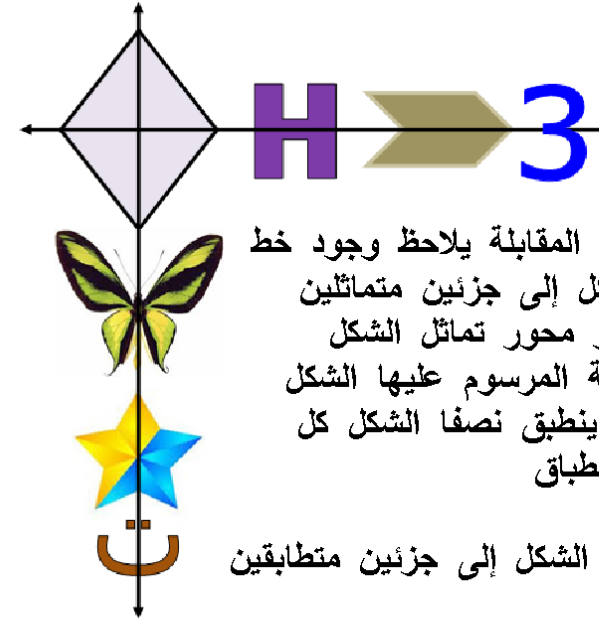 H 3
المقابلة يلاحظ وجود خط
كل إلى جزئين متماثلين
ر محور تماثل الشكل
ة المرسوم عليها الشكل
ينطبق نصفا الشكل كل
طباق
ت
الشكل إلى جزئين متطابقين